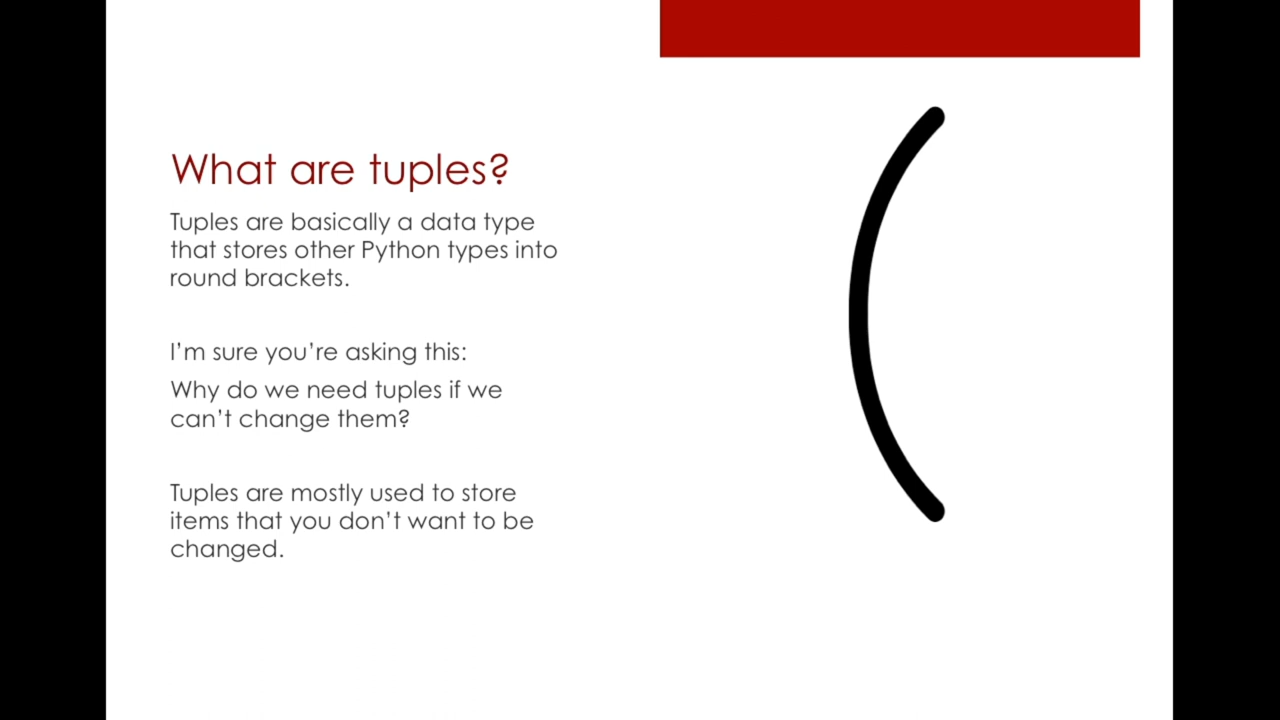 What are tuples?
Tuples are basically a data type
that stores other Python types into
round brackets.
I'm sure you're asking this:
Why do we need tuples if we
can't change them?
Tuples are mostly used to store
items that you don't want to be
changed.
(